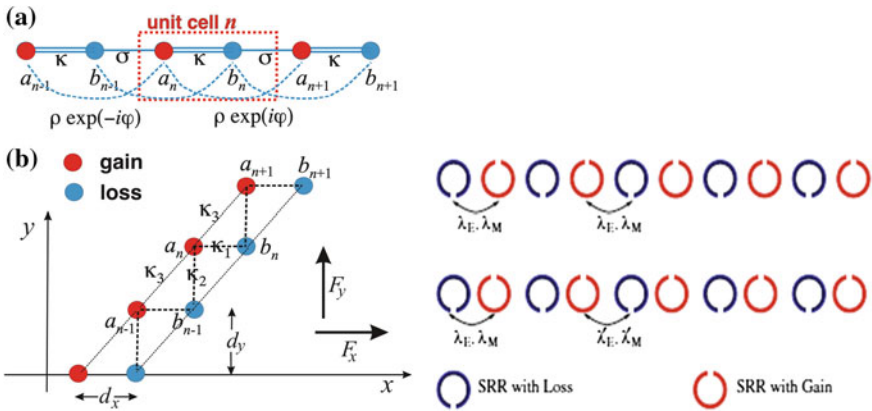 (a)
unit cell n
κ σ κ σ κ
a_{n-1} b_{n-1} a_n b_n a_{n+1} b_{n+1}
ρ exp(−iφ) ρ exp(iφ)
(b)
gain
loss
a_{n+1} b_{n+1}
κ_3
y
a_n κ_1 b_n
κ_3 κ_2
a_{n-1} b_{n-1}
d_y
F_y
F_x
d_x
x
λ_E, λ_M λ_E, λ_M
λ_E, λ_M λ'_E, λ'_M
SRR with Loss SRR with Gain